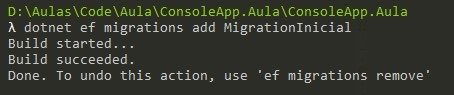 D:\Aulas\Code\Aula\ConsoleApp.Aula\ConsoleApp.Aula
λ dotnet ef migrations add MigrationInicial
Build started...
Build succeeded.
Done. To undo this action, use 'ef migrations remove'